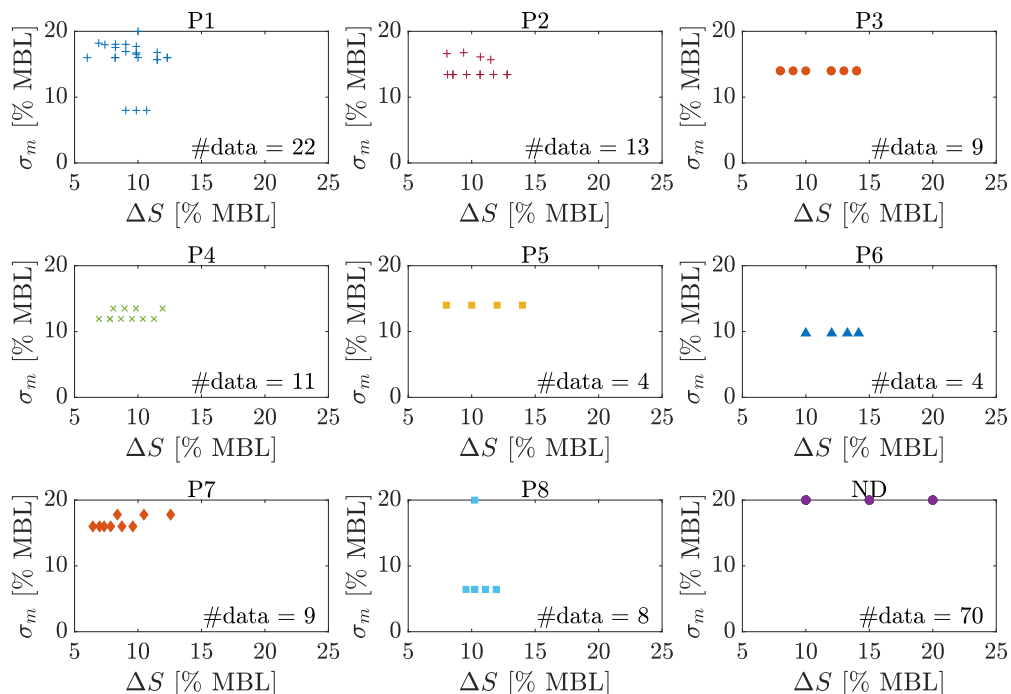 P1 P2 P3
20 20 20
σm [% MBL] σm [% MBL] σm [% MBL]
10 10 10
#data = 22 #data = 13 #data = 9
0 0 0
5 10 15 20 25 5 10 15 20 25 5 10 15 20 25
ΔS [% MBL] ΔS [% MBL] ΔS [% MBL]
P4 P5 P6
20 20 20
σm [% MBL] σm [% MBL] σm [% MBL]
10 10 10
#data = 11 #data = 4 #data = 4
0 0 0
5 10 15 20 25 5 10 15 20 25 5 10 15 20 25
ΔS [% MBL] ΔS [% MBL] ΔS [% MBL]
P7 P8 ND
20 20 20
σm [% MBL] σm [% MBL] σm [% MBL]
10 10 10
#data = 9 #data = 8 #data = 70
0 0 0
5 10 15 20 25 5 10 15 20 25 5 10 15 20 25
ΔS [% MBL] ΔS [% MBL] ΔS [% MBL]